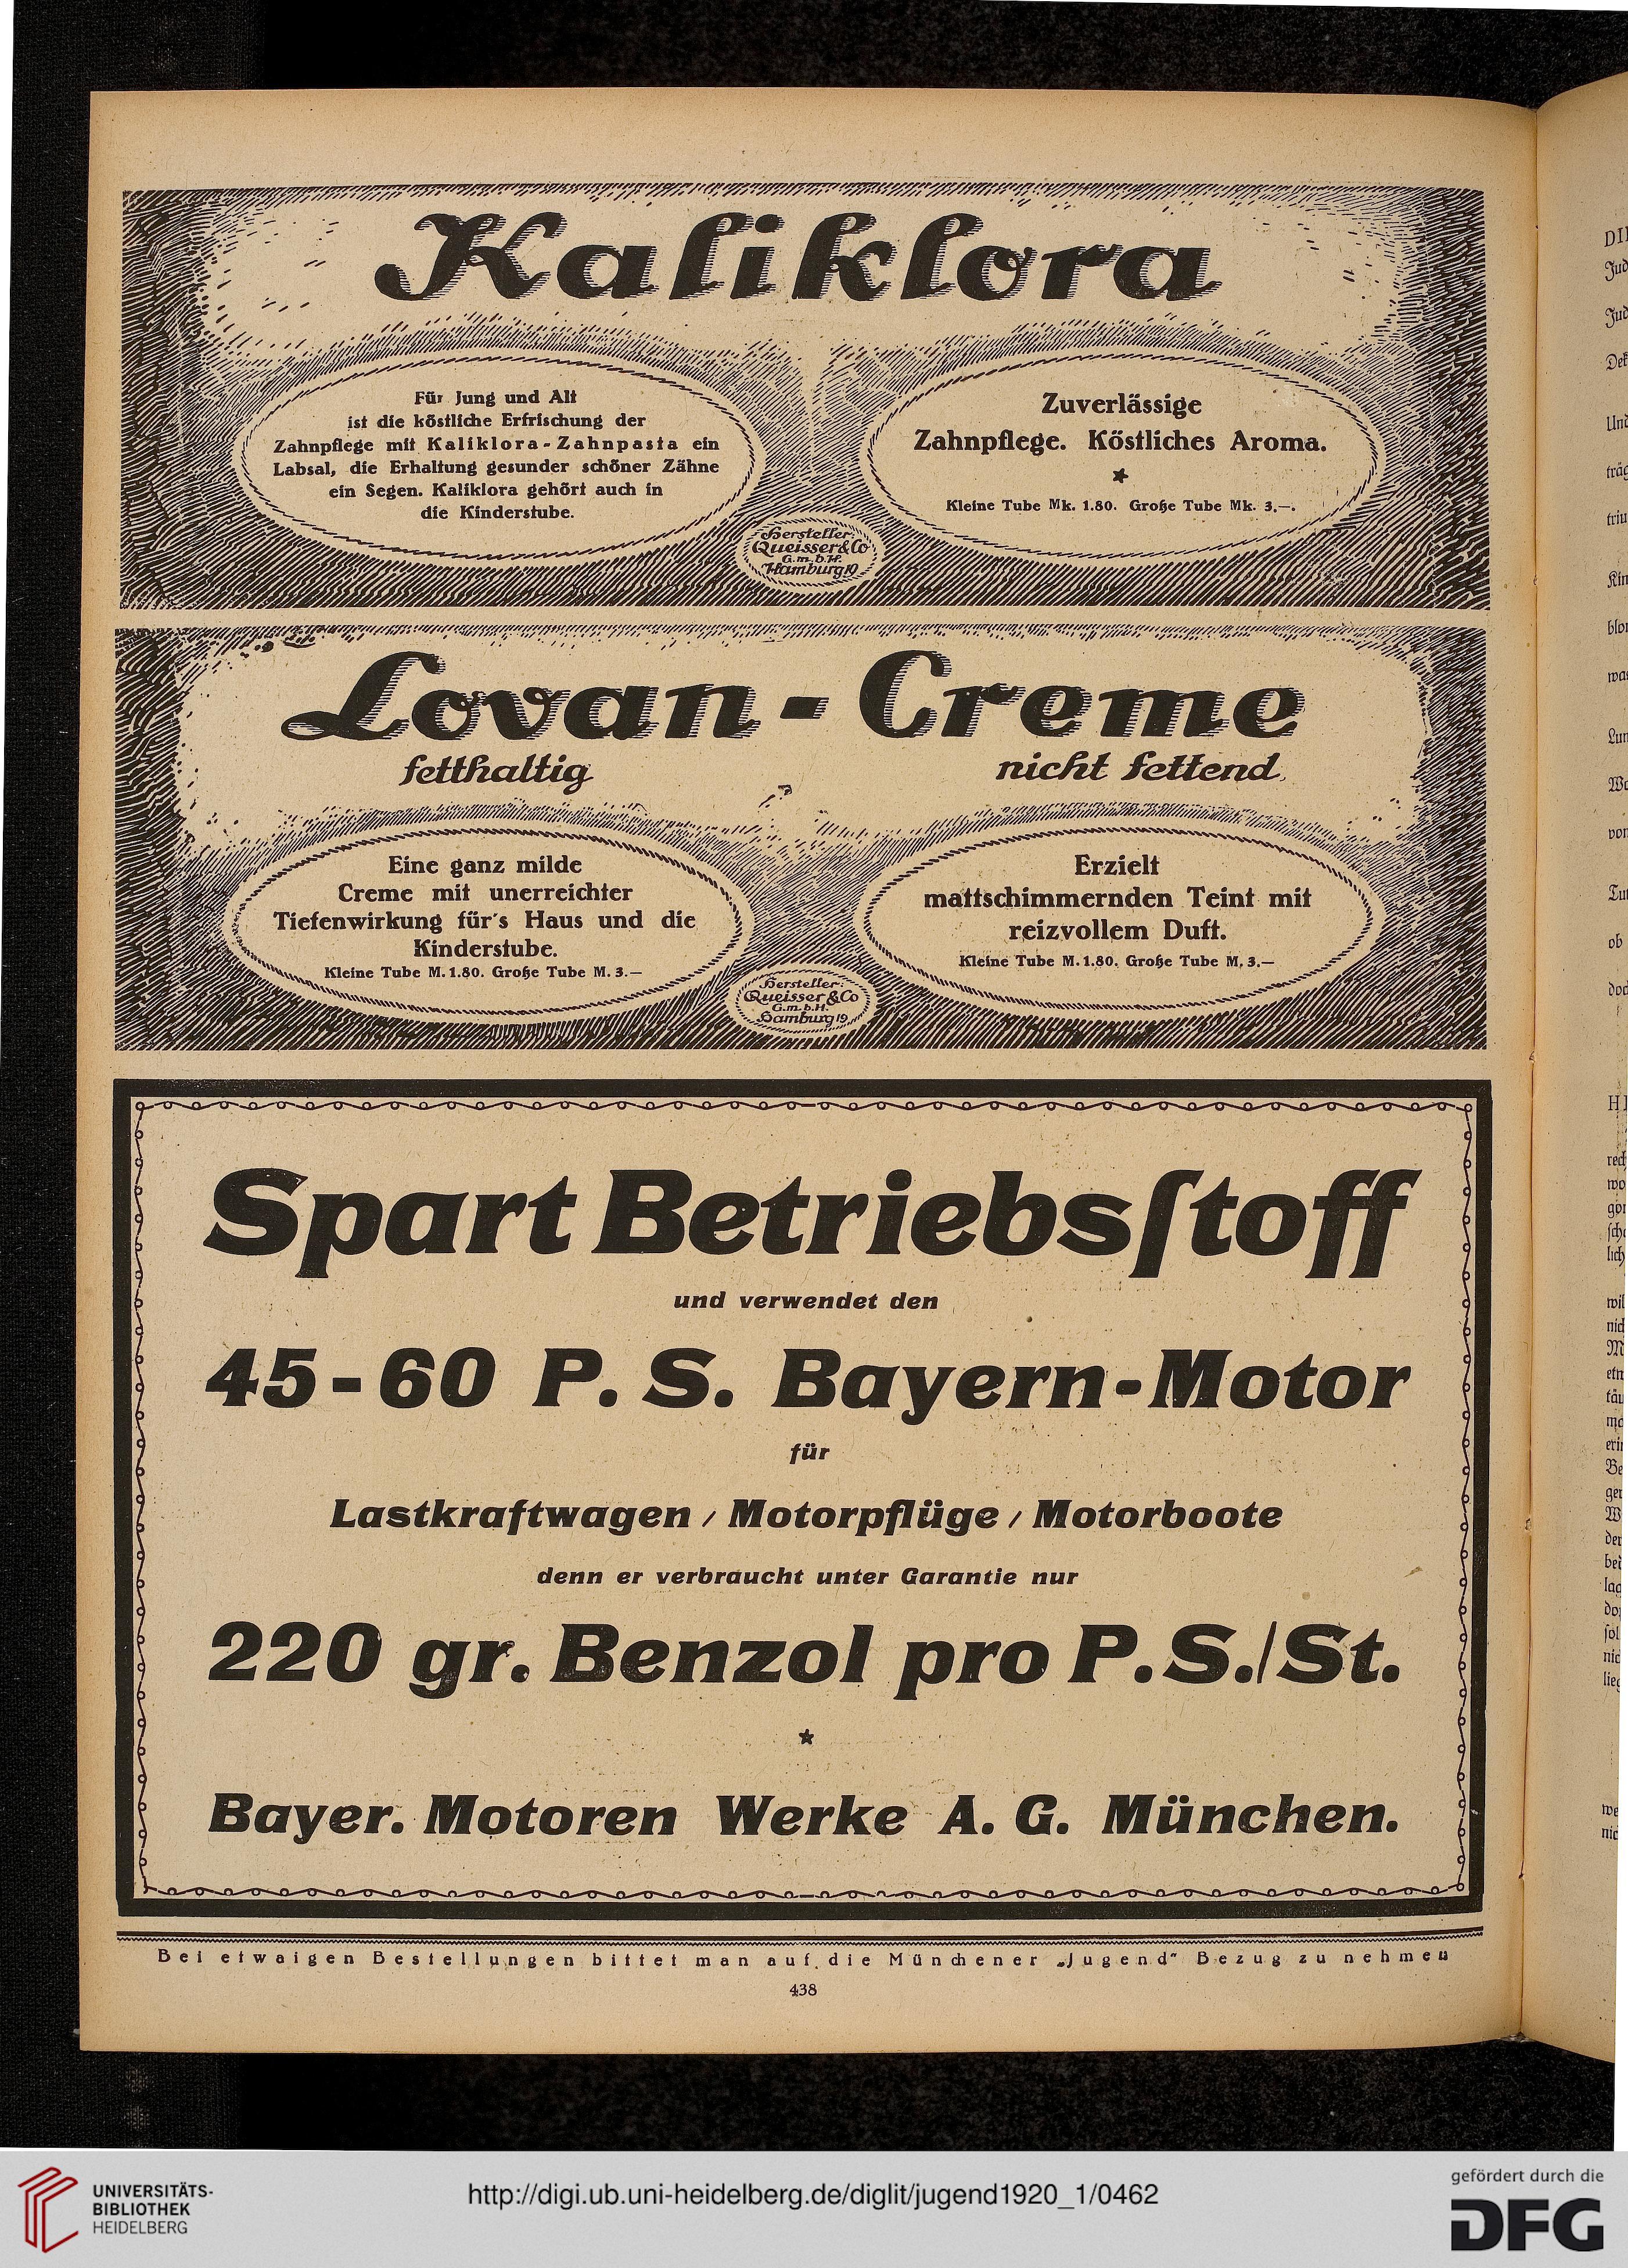 Kaliklora
Für Jung und Alt
ist die köstliche Erfrischung der
Zahnpflege mit Kaliklora-Zahnpasta ein
Labsal, die Erhaltung gesunder schöner Zähne
ein Segen. Kaliklora gehört auch in
die Kinderstube.
Zuverlässige
Zahnpflege. Köstliches Aroma.
Kleine Tube Mk. 1.80. Große Tube Mk. 3.—.
Hersteller:
Queisser & Co
G.m.b.H.
Hamburg 19
Lovan-Creme
fetthaltig
nicht fettend
Eine ganz milde
Creme mit unerreichter
Tiefenwirkung für's Haus und die
Kinderstube.
Kleine Tube M. 1.80. Große Tube M. 3.—
Erzielt
mattschimmernden Teint mit
reizvollem Duft.
Kleine Tube M. 1.80. Große Tube M. 3.—
Hersteller:
Queisser & Co
G.m.b.H.
Hamburg 19
Spart Betriebsſtoff
und verwendet den
45-60 P. S. Bayern-Motor
für
Lastkraftwagen / Motorpflüge / Motorboote
denn er verbraucht unter Garantie nur
220 gr. Benzol pro P.S./St.
Bayer. Motoren Werke A. G. München.
Bei etwaigen Bestellungen bittet man auf die Münchener „Jugend" Bezug zu nehmen
438
UNIVERSITÄTS-
BIBLIOTHEK
HEIDELBERG
http://digi.ub.uni-heidelberg.de/diglit/jugend1920_1/0462
gefördert durch die
DFG